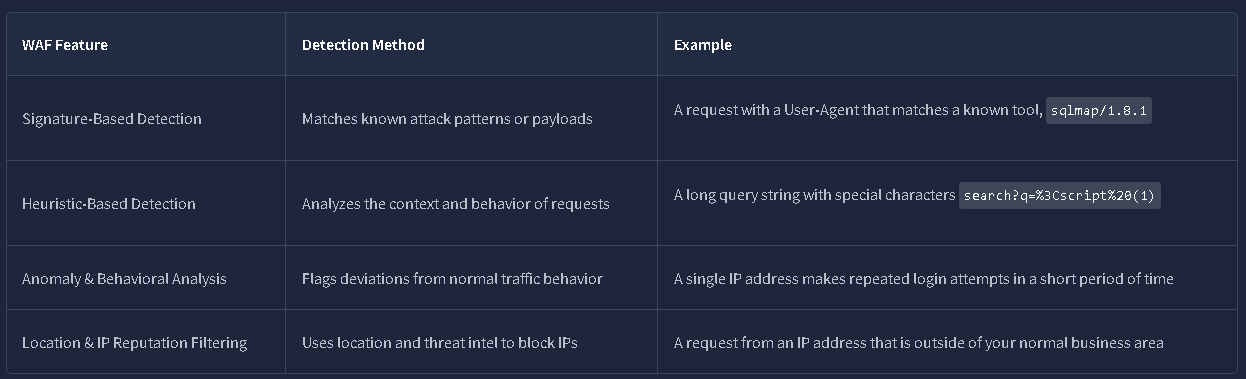 WAF Feature Detection Method Example
Signature-Based Detection Matches known attack patterns or payloads A request with a User-Agent that matches a known tool, sqlmap/1.8.1
Heuristic-Based Detection Analyzes the context and behavior of requests A long query string with special characters search?q=%3Cscript%20(1)
Anomaly & Behavioral Analysis Flags deviations from normal traffic behavior A single IP address makes repeated login attempts in a short period of time
Location & IP Reputation Filtering Uses location and threat intel to block IPs A request from an IP address that is outside of your normal business area